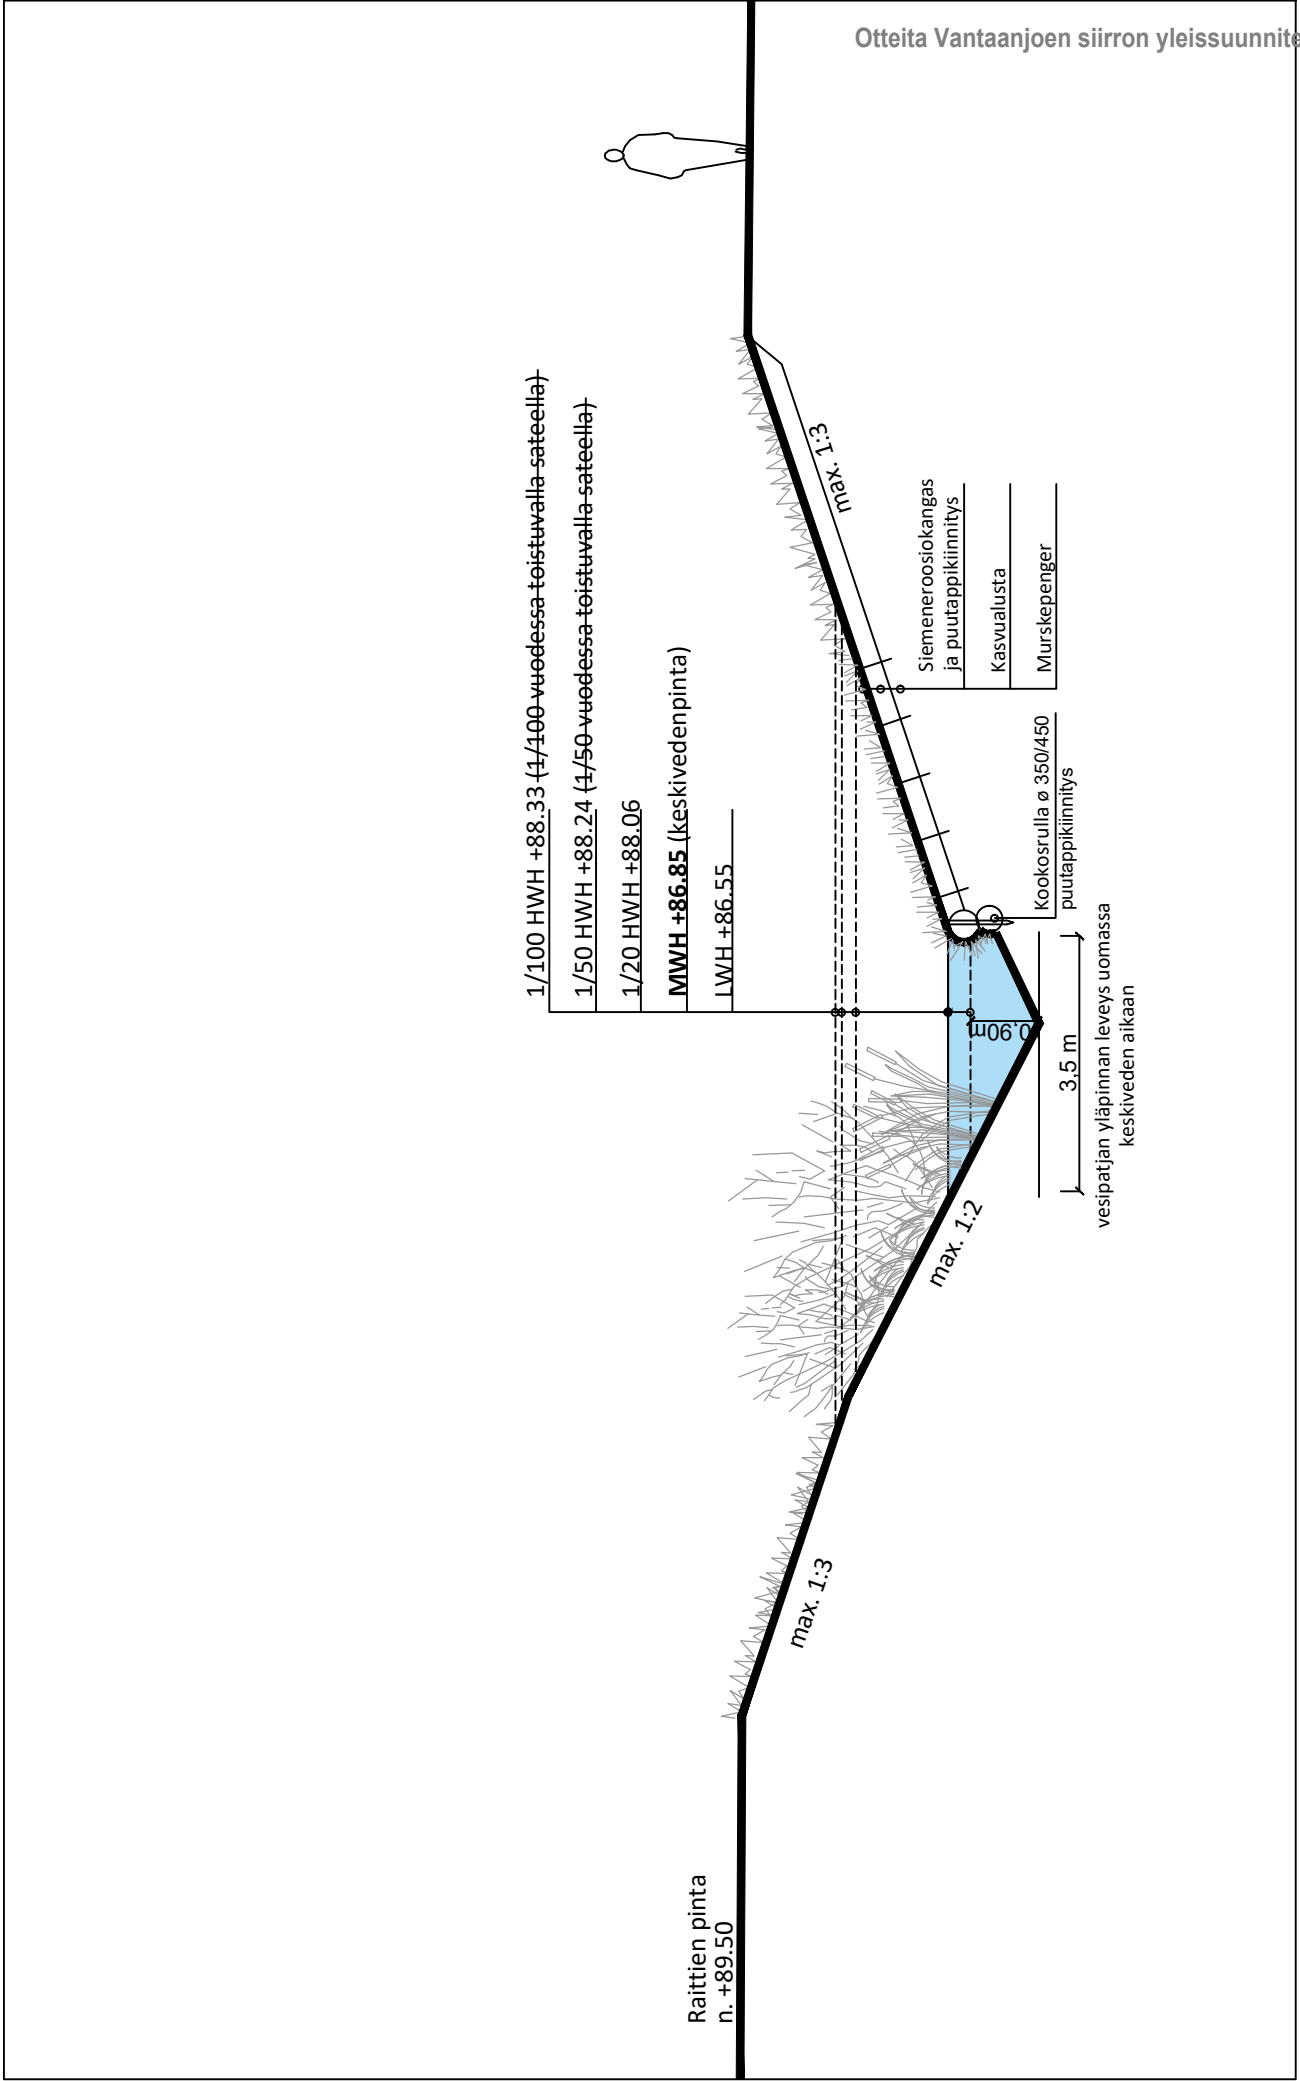 Otteita Vantaanjoen siirron yleissuunnite
1/100 HWH +88.33 (1/100 vuodessa toistuvalla sateella)
1/50 HWH +88.24 (1/50 vuodessa toistuvalla sateella)
1/20 HWH +88.06
MWH +86.85 (keskivedenpinta)
LWH +86.55
Raittien pinta
n. +89.50
max. 1:3
max. 1:2
max. 1:3
0,90m
3,5 m
vesipatjan yläpinnan leveys uomassa
keskiveden aikaan
Siemeneroosiokangas
ja puutappikiinnitys
Kasvualusta
Murskepenger
Kookosrulla ø 350/450
puutappikiinnitys